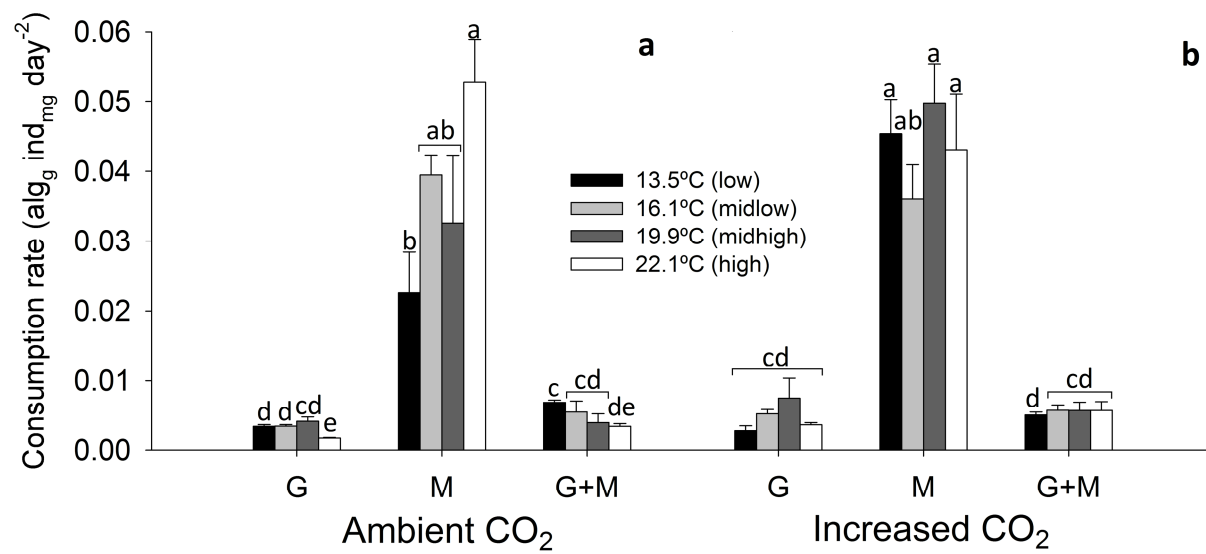 Consumption rate (alg_g ind_mg day^-2)
0.06
0.05
0.04
0.03
0.02
0.01
0.00
a
b
a
ab
b
d d cd e
c cd de
a ab a a
cd
d cd
13.5ºC (low)
16.1ºC (midlow)
19.9ºC (midhigh)
22.1ºC (high)
G M G+M G M G+M
Ambient CO₂ Increased CO₂